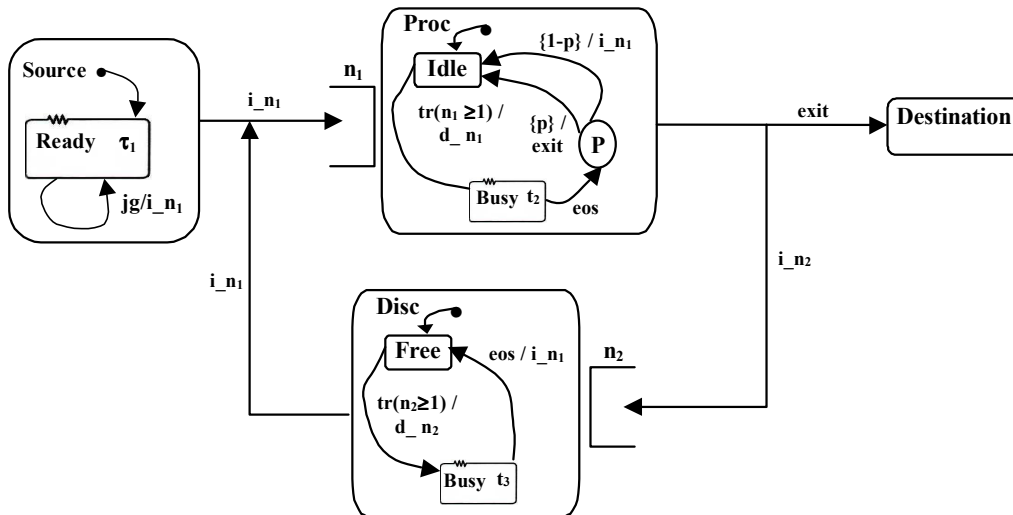 Source
Ready τ₁
jg/i_n₁
i_n₁
n₁
Proc
Idle
{1-p} / i_n₁
tr(n₁ ≥1) /
d_ n₁
{p} /
exit
P
Busy t₂
eos
exit
Destination
i_n₂
i_n₁
Disc
Free
eos / i_n₁
tr(n₂≥1) /
d_ n₂
Busy t₃
n₂